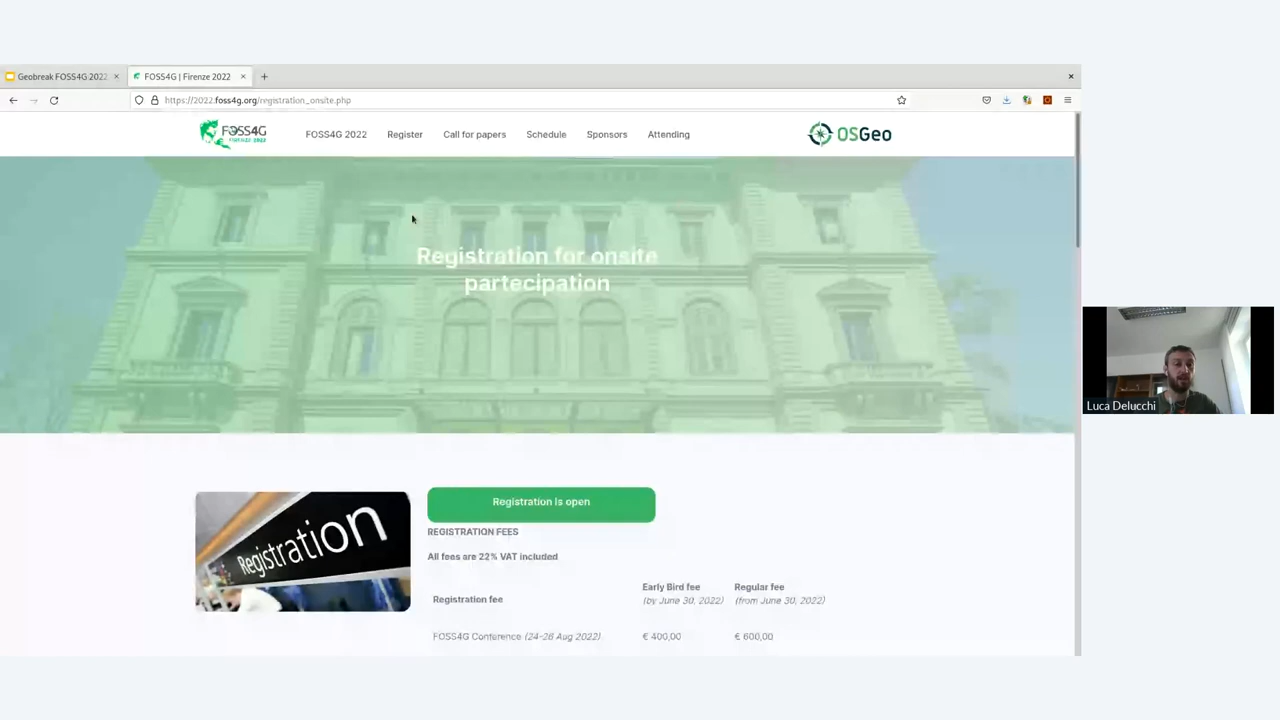 Geobreak FOSS4G 2022
FOSS4G | Firenze 2022
https://2022.foss4g.org/registration_onsite.php
FOSS4G
FIRENZE 2022
FOSS4G 2022
Register
Call for papers
Schedule
Sponsors
Attending
OSGeo
Registration for onsite
partecipation
Registration
Registration is open
REGISTRATION FEES
All fees are 22% VAT included
Registration fee
Early Bird fee
(by June 30, 2022)
Regular fee
(from June 30, 2022)
FOSS4G Conference (24-26 Aug 2022)
€ 400,00
€ 600,00
Luca Delucchi